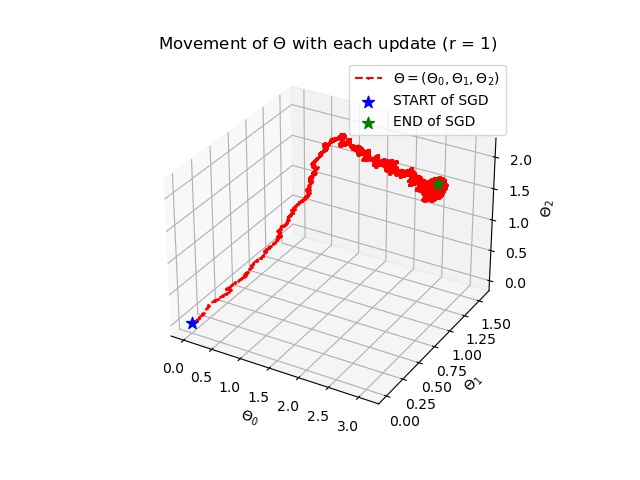 Movement of Θ with each update (r = 1)
Θ = (Θ₀, Θ₁, Θ₂)
START of SGD
END of SGD
2.0
1.5
1.0
0.5
0.0
Θ₂
1.50
1.25
1.00
0.75
0.50
0.25
0.00
Θ₁
0.0
0.5
1.0
1.5
2.0
2.5
3.0
Θ₀